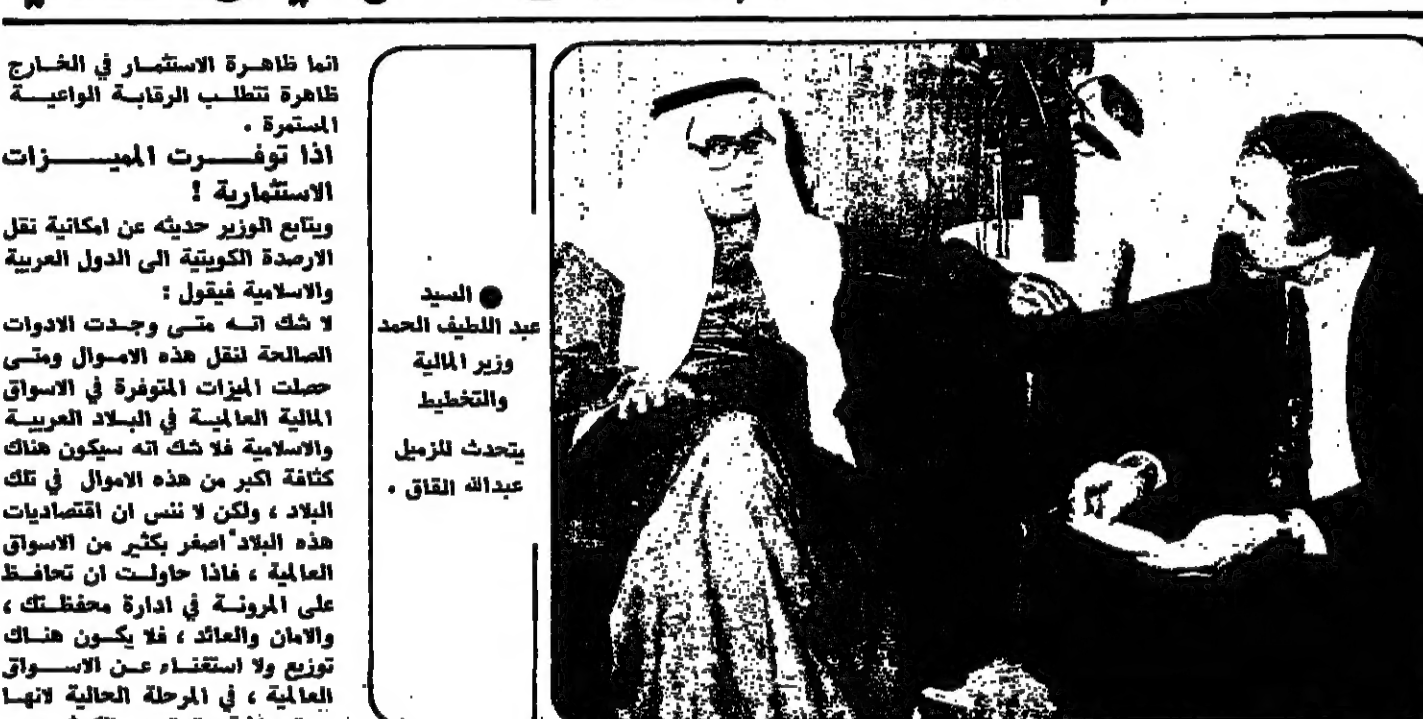 ● السيد
عبد اللطيف الحمد
وزير المالية
والتخطيط
يتحدث للزميل
عبدالله القاق .
انما ظاهرة الاستثمار في الخارج
ظاهرة تتطلب الرقابة الواعية
المستمرة .
اذا توفرت الميزات
الاستثمارية !
ويتابع الوزير حديثه عن امكانية نقل
الارصدة الكويتية الى الدول العربية
والاسلامية فيقول :
لا شك انه متى وجدت الادوات
الصالحة لنقل هذه الاموال ومتى
حصلت الميزات المتوفرة في الاسواق
المالية العالمية في البلاد العربية
والاسلامية فلا شك انه سيكون هناك
كثافة اكبر من هذه الاموال في تلك
البلاد ، ولكن لا ننس ان اقتصاديات
هذه البلاد اصغر بكثير من الاسواق
العالمية ، فاذا حاولت ان تحافظ
على المرونة في ادارة محفظتك ،
والامان والعائد ، فلا يكون هناك
توزيع ولا استغناء عن الاسواق
العالمية ، في المرحلة الحالية لانها